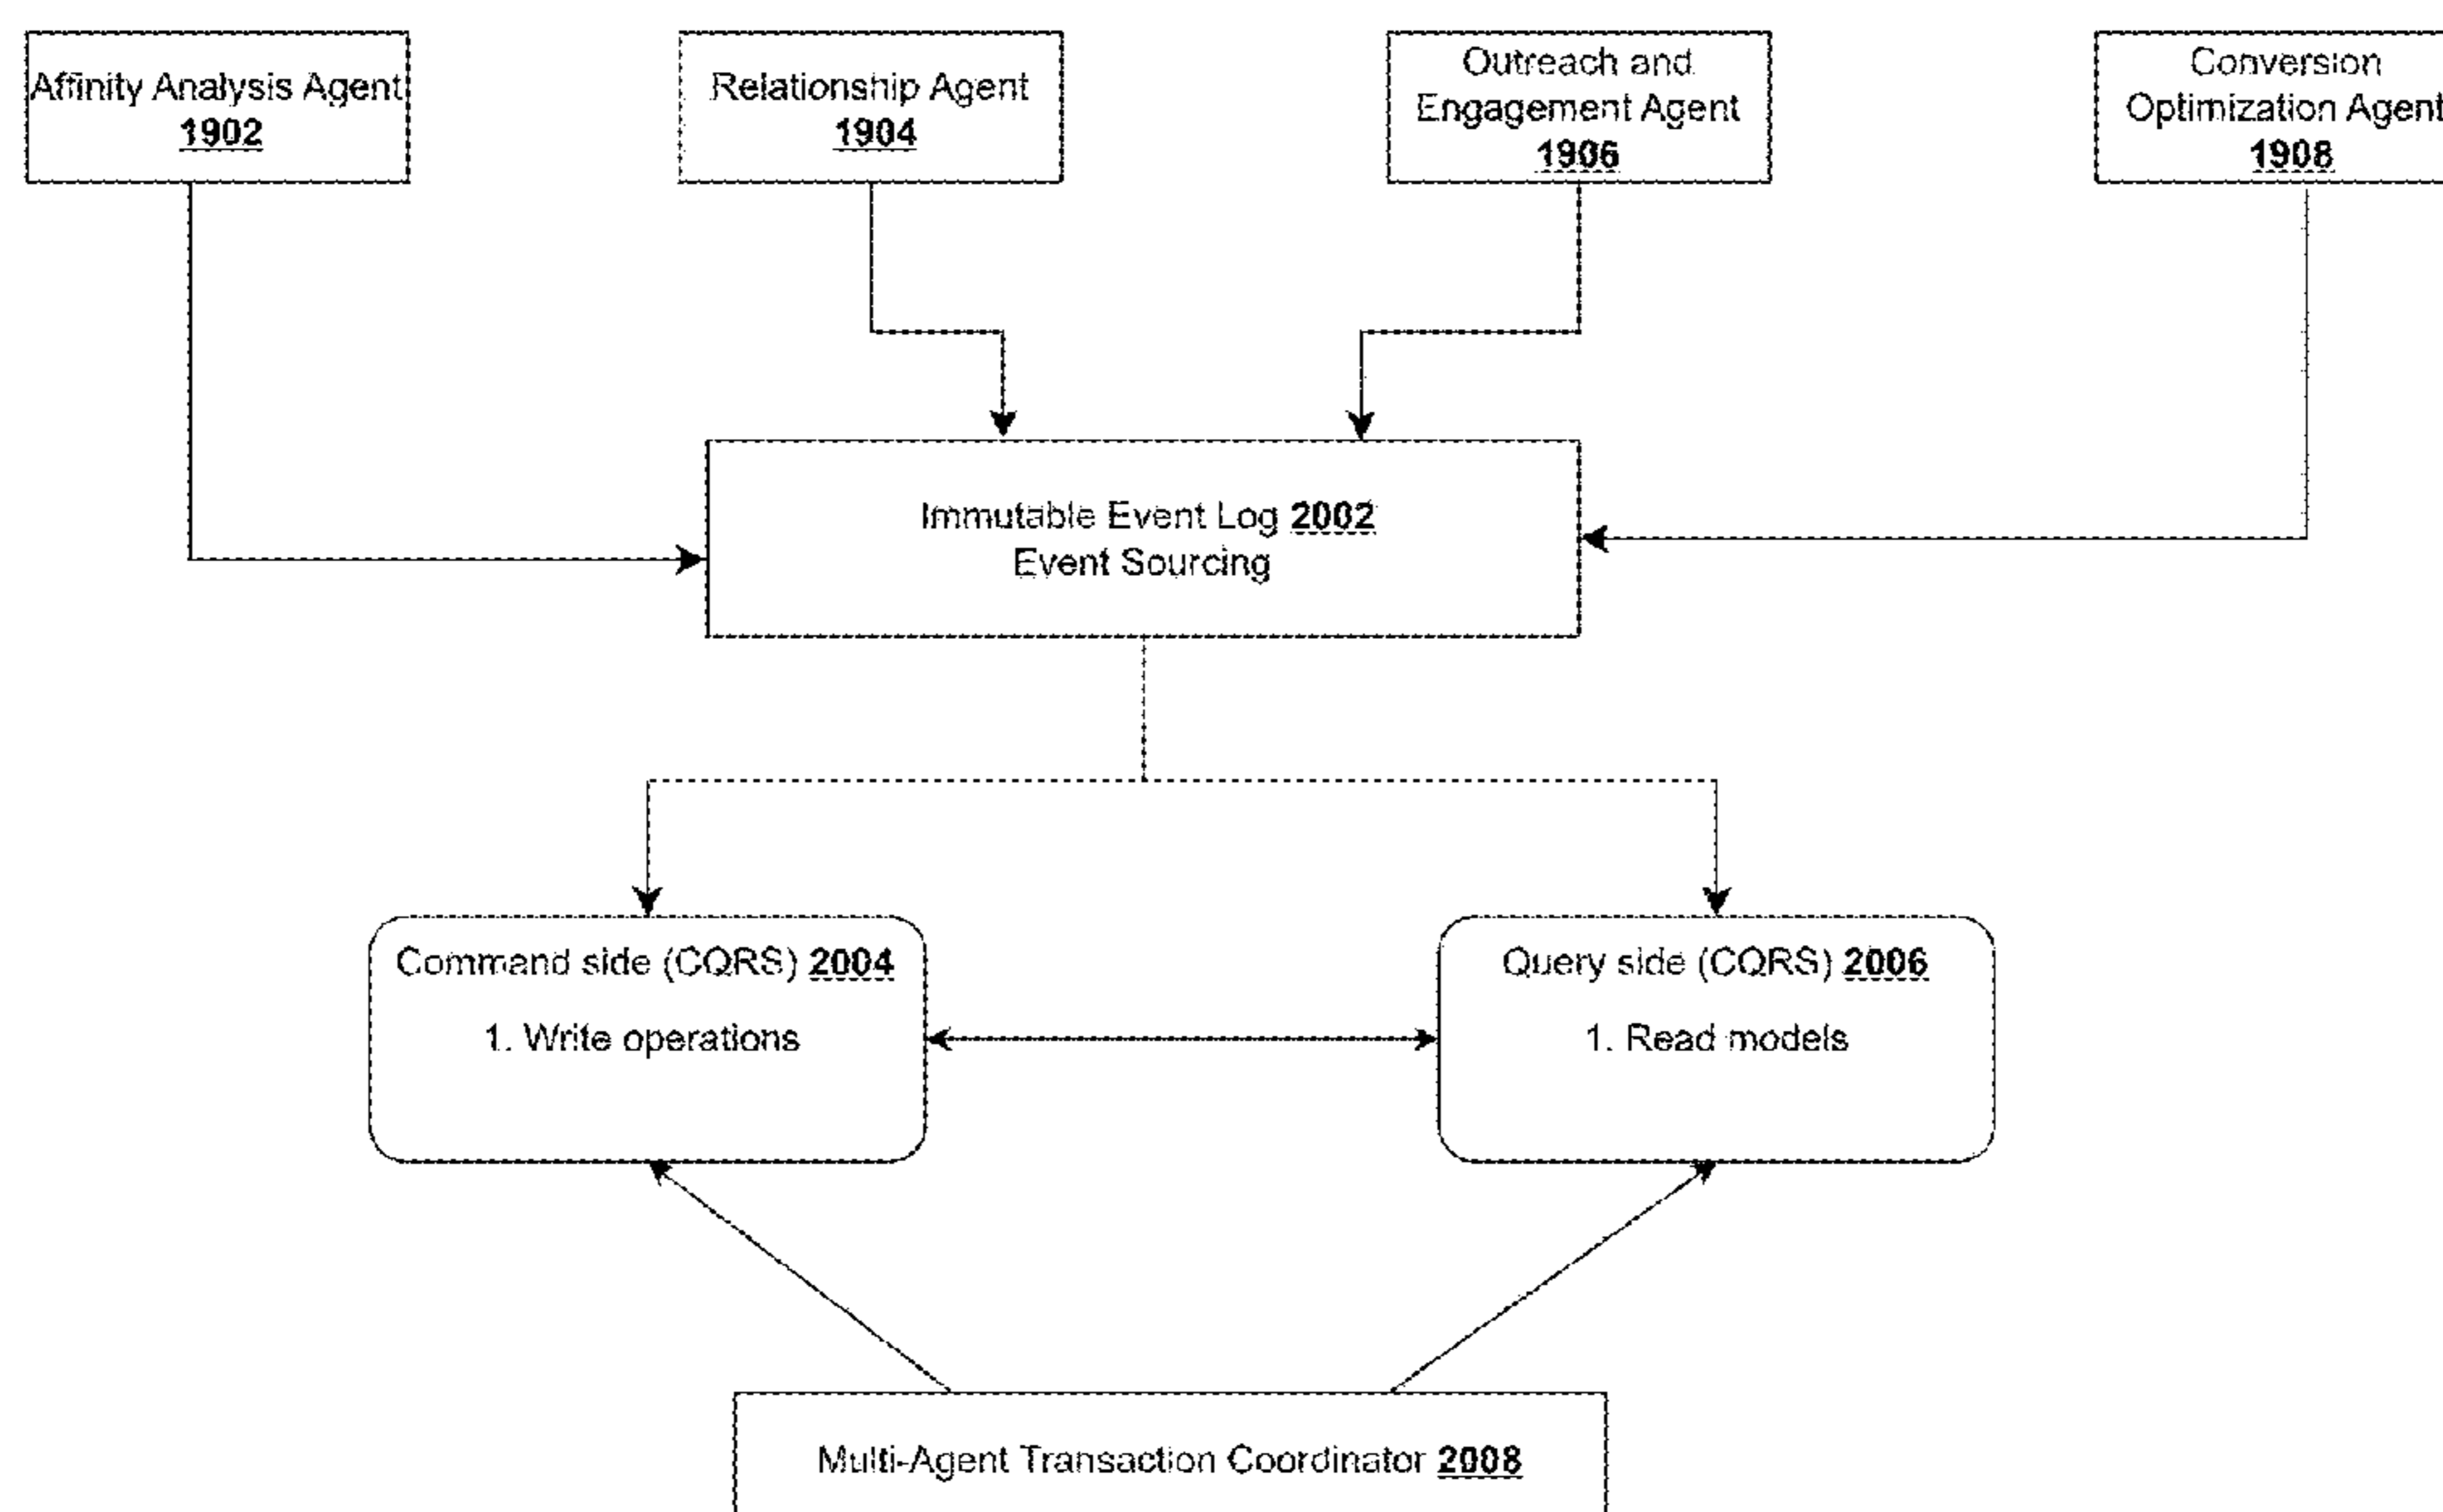 Affinity Analysis Agent
1902
Relationship Agent
1904
Outreach and
Engagement Agent
1906
Conversion
Optimization Agent
1908
Immutable Event Log 2002
Event Sourcing
Command side (CQRS) 2004
1. Write operations
Query side (CQRS) 2006
1. Read models
Multi-Agent Transaction Coordinator 2008